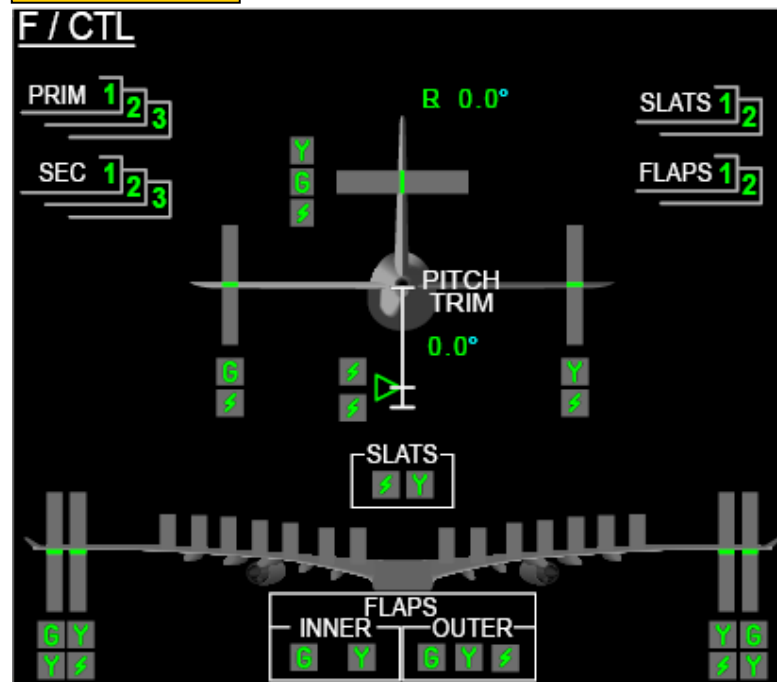 F / CTL
R 0.0°
PRIM 1 2 3
SLATS 1 2
Y
G
SEC 1 2 3
FLAPS 1 2
PITCH
TRIM
0.0°
G
Y
SLATS
Y
FLAPS
INNER OUTER
G Y G Y
G Y Y G
Y Y